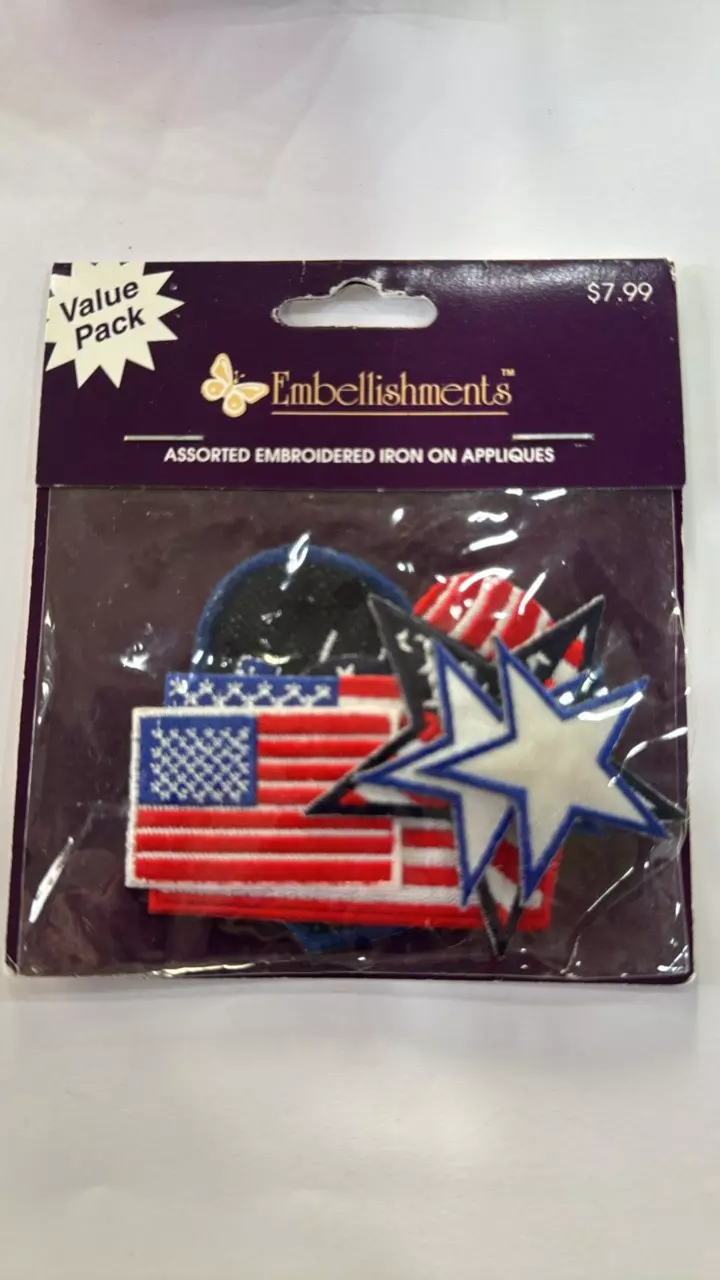 Value
Pack
$7.99
Embellishments™
ASSORTED EMBROIDERED IRON ON APPLIQUES